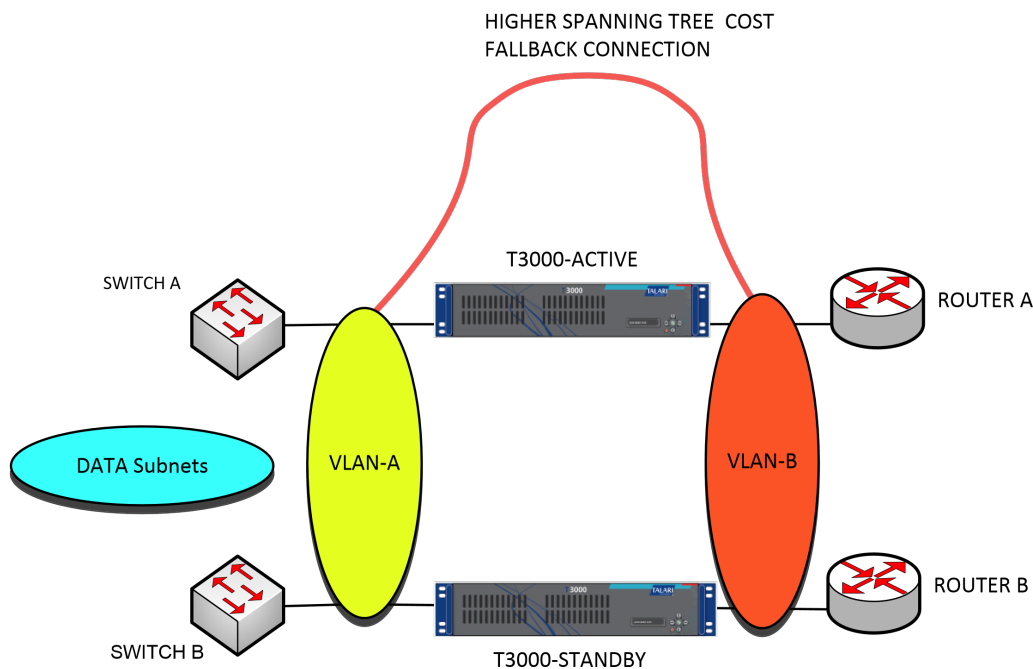 HIGHER SPANNING TREE COST
FALLBACK CONNECTION
T3000-ACTIVE
SWITCH A
3000
TALARI
ROUTER A
DATA Subnets
VLAN-A
VLAN-B
3000
TALARI
ROUTER B
SWITCH B
T3000-STANDBY